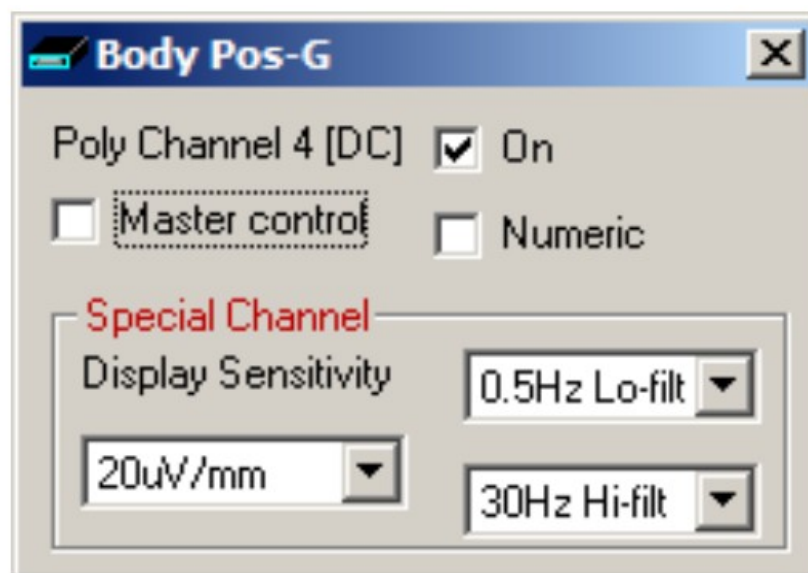 Body Pos-G
Poly Channel 4 [DC] On
Master control Numeric
Special Channel
Display Sensitivity
0.5Hz Lo-filt
20uV/mm
30Hz Hi-filt